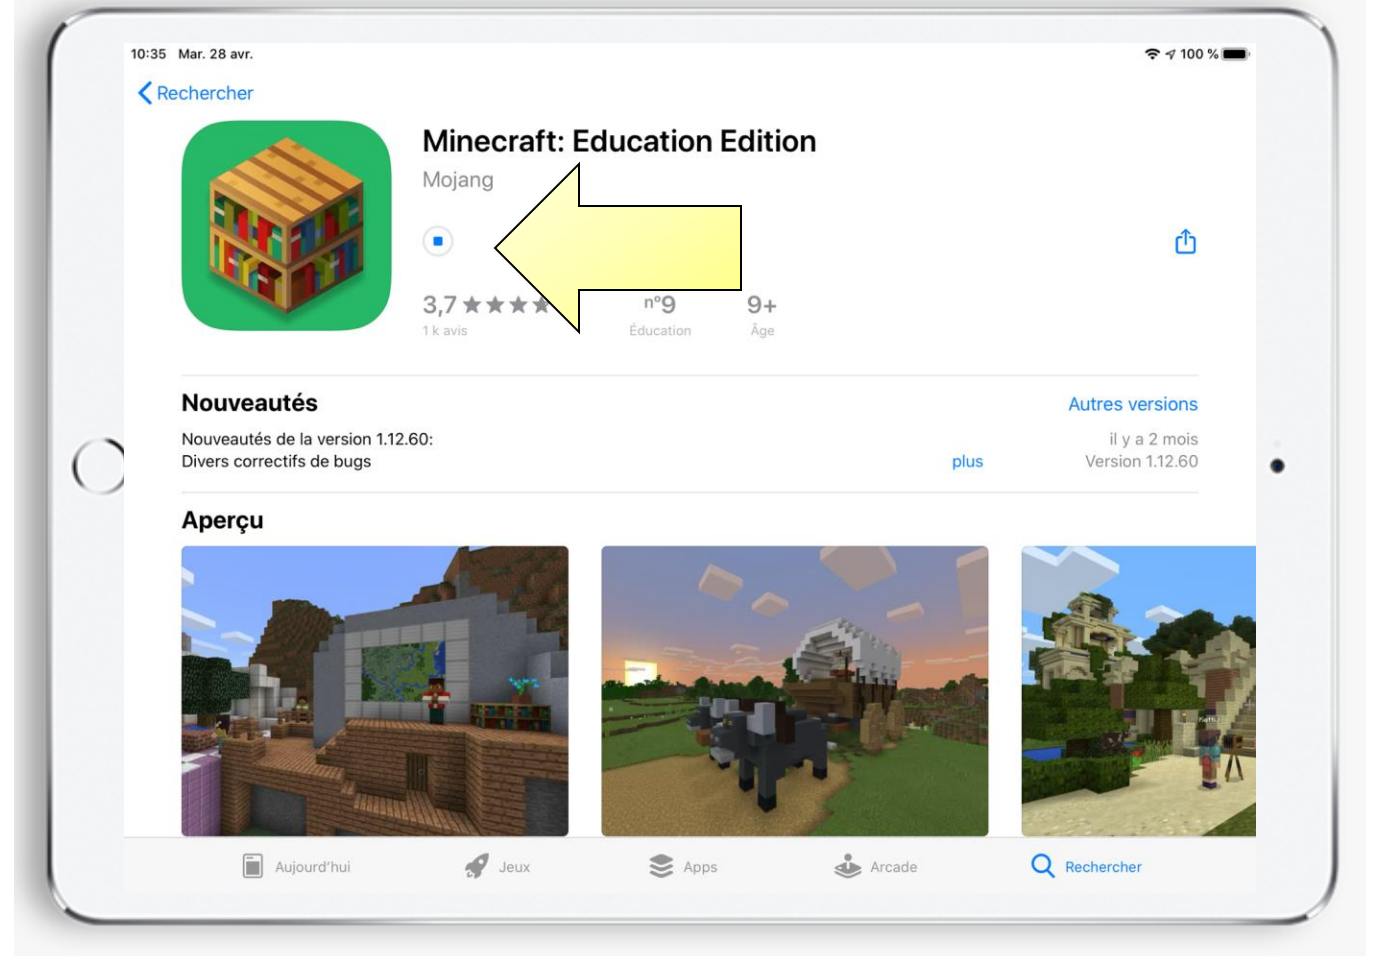 10:35 Mar. 28 avr.
100 %
Rechercher
Minecraft: Education Edition
Mojang
3,7
nº9
9+
1 k avis
Éducation
Âge
Nouveautés
Autres versions
Nouveautés de la version 1.12.60:
il y a 2 mois
Divers correctifs de bugs
plus
Version 1.12.60
Aperçu
Aujourd'hui
Jeux
Apps
Arcade
Rechercher